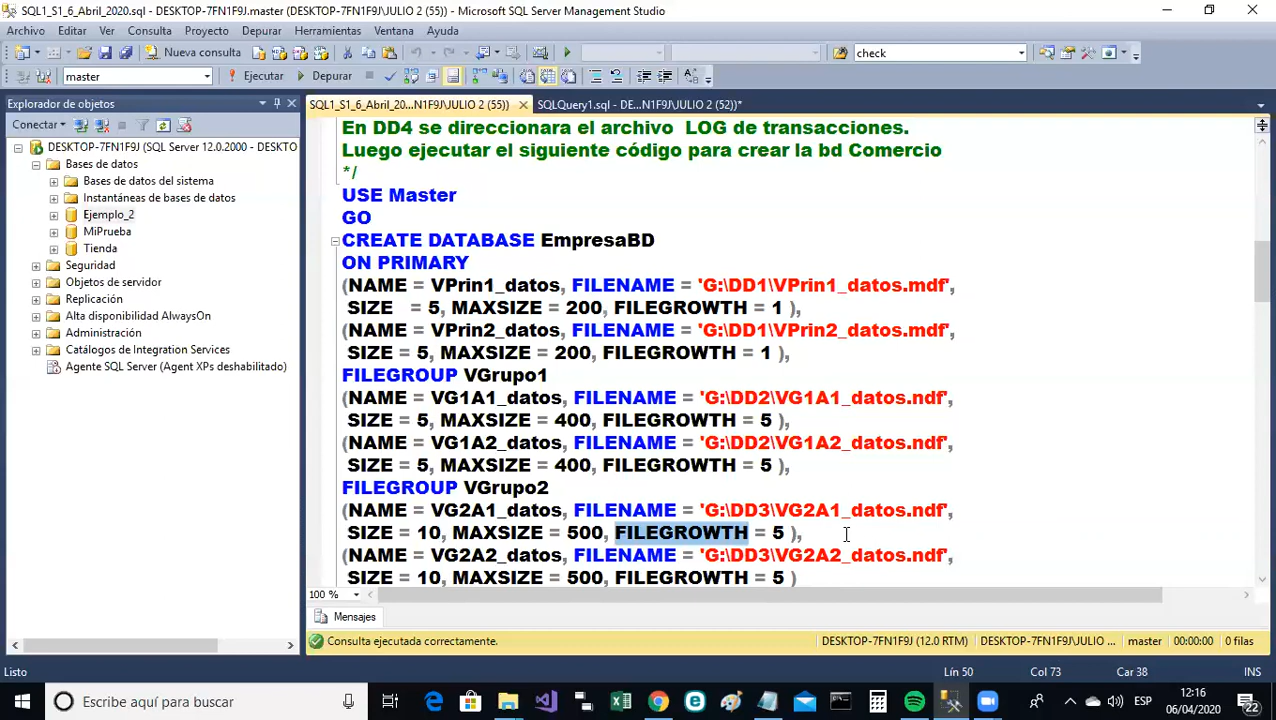 SQL1_S1_6_Abril_2020.sql - DESKTOP-7FN1F9J.master (DESKTOP-7FN1F9J\JULIO 2 (55)) - Microsoft SQL Server Management Studio
Archivo Editar Ver Consulta Proyecto Depurar Herramientas Ventana Ayuda
Nueva consulta check
master Ejecutar Depurar
Explorador de objetos
SQL1_S1_6_Abril_20...N1F9J\JULIO 2 (55)) SQLQuery1.sql - DE...N1F9J\JULIO 2 (52))*
Conectar
DESKTOP-7FN1F9J (SQL Server 12.0.2000 - DESKTO
Bases de datos
Bases de datos del sistema
Instantáneas de bases de datos
Ejemplo_2
MiPrueba
Tienda
Seguridad
Objetos de servidor
Replicación
Alta disponibilidad AlwaysOn
Administración
Catálogos de Integration Services
Agente SQL Server (Agent XPs deshabilitado)
En DD4 se direccionara el archivo LOG de transacciones.
Luego ejecutar el siguiente código para crear la bd Comercio
*/
USE Master
GO
CREATE DATABASE EmpresaBD
ON PRIMARY
(NAME = VPrin1_datos, FILENAME = 'G:\DD1\VPrin1_datos.mdf',
SIZE = 5, MAXSIZE = 200, FILEGROWTH = 1 ),
(NAME = VPrin2_datos, FILENAME = 'G:\DD1\VPrin2_datos.mdf',
SIZE = 5, MAXSIZE = 200, FILEGROWTH = 1 ),
FILEGROUP VGrupo1
(NAME = VG1A1_datos, FILENAME = 'G:\DD2\VG1A1_datos.ndf',
SIZE = 5, MAXSIZE = 400, FILEGROWTH = 5 ),
(NAME = VG1A2_datos, FILENAME = 'G:\DD2\VG1A2_datos.ndf',
SIZE = 5, MAXSIZE = 400, FILEGROWTH = 5 ),
FILEGROUP VGrupo2
(NAME = VG2A1_datos, FILENAME = 'G:\DD3\VG2A1_datos.ndf',
SIZE = 10, MAXSIZE = 500, FILEGROWTH = 5 ),
(NAME = VG2A2_datos, FILENAME = 'G:\DD3\VG2A2_datos.ndf',
SIZE = 10, MAXSIZE = 500, FILEGROWTH = 5 )
100 %
Mensajes
Consulta ejecutada correctamente. DESKTOP-7FN1F9J (12.0 RTM) DESKTOP-7FN1F9J\JULIO ... master 00:00:00 0 filas
Listo Lín 50 Col 73 Car 38 INS
Escribe aquí para buscar
ESP
12:16
06/04/2020
22